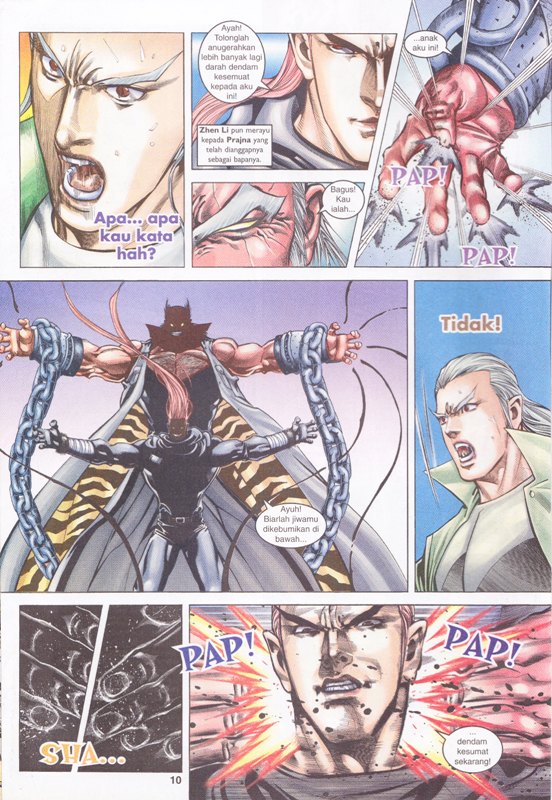 Apa... apa
kau kata
hah?
Ayah!
Tolonglah
anugerahkan
lebih banyak lagi
darah dendam
kesemuat
kepada aku
ini!
Zhen Li pun merayu
kepada Prajna yang
telah dianggapnya
sebagai bapanya.
Bagus!
Kau
ialah...
...anak
aku ini!
PAP!
PAP!
Ayuh!
Biarlah jiwamu
dikebumikan di
bawah...
Tidak!
SHA...
PAP!
PAP!
...
dendam
kesumat
sekarang!
10